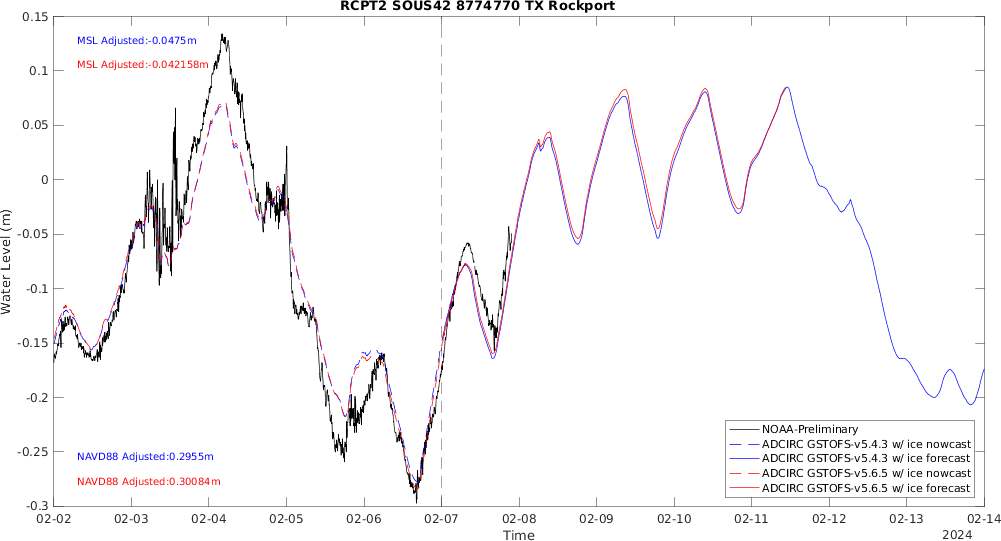 RCPT2 SOUS42 8774770 TX Rockport
MSL Adjusted:-0.0475m
MSL Adjusted:-0.042158m
NAVD88 Adjusted:0.2955m
NAVD88 Adjusted:0.30084m
Water Level (m)
0.15
0.1
0.05
0
-0.05
-0.1
-0.15
-0.2
-0.25
-0.3
NOAA-Preliminary
ADCIRC GSTOFS-v5.4.3 w/ ice nowcast
ADCIRC GSTOFS-v5.4.3 w/ ice forecast
ADCIRC GSTOFS-v5.6.5 w/ ice nowcast
ADCIRC GSTOFS-v5.6.5 w/ ice forecast
02-02 02-03 02-04 02-05 02-06 02-07 02-08 02-09 02-10 02-11 02-12 02-13 02-14
Time
2024